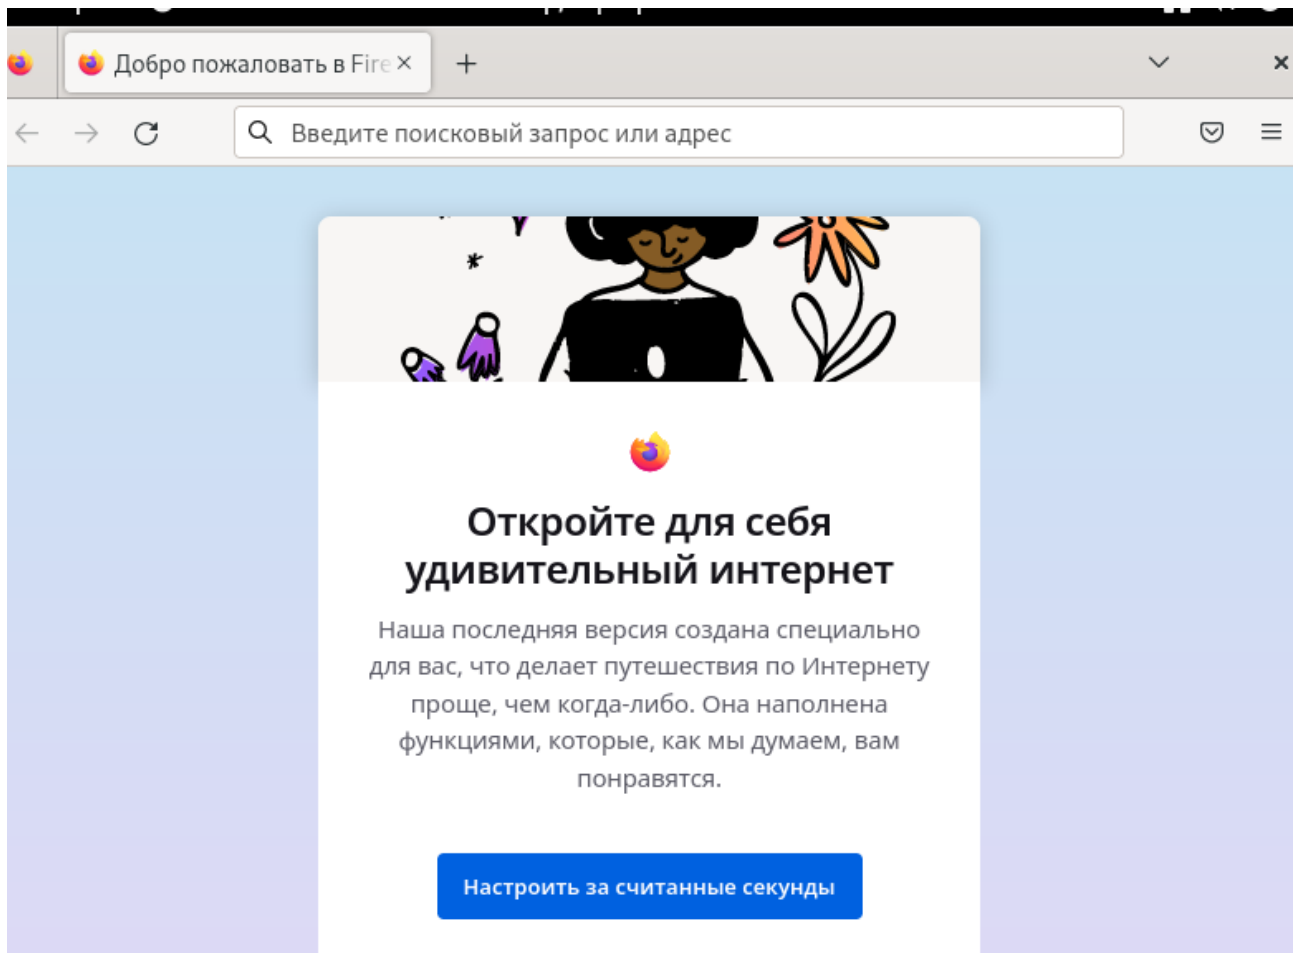 Добро пожаловать в Fire
Введите поисковый запрос или адрес
Откройте для себя
удивительный интернет
Наша последняя версия создана специально
для вас, что делает путешествия по Интернету
проще, чем когда-либо. Она наполнена
функциями, которые, как мы думаем, вам
понравятся.
Настроить за считанные секунды